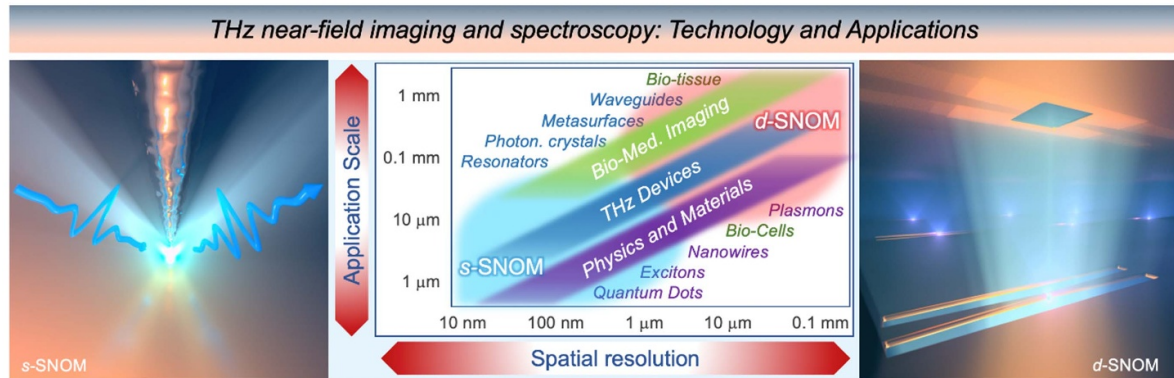 THz near-field imaging and spectroscopy: Technology and Applications
s-SNOM
Application Scale
1 mm
0.1 mm
10 μm
1 μm
Bio-tissue
Waveguides
Metasurfaces
Photon. crystals
Resonators
Bio-Med. Imaging
d-SNOM
THz Devices
Physics and Materials
s-SNOM
Plasmons
Bio-Cells
Nanowires
Excitons
Quantum Dots
10 nm
100 nm
1 μm
10 μm
0.1 mm
Spatial resolution
d-SNOM